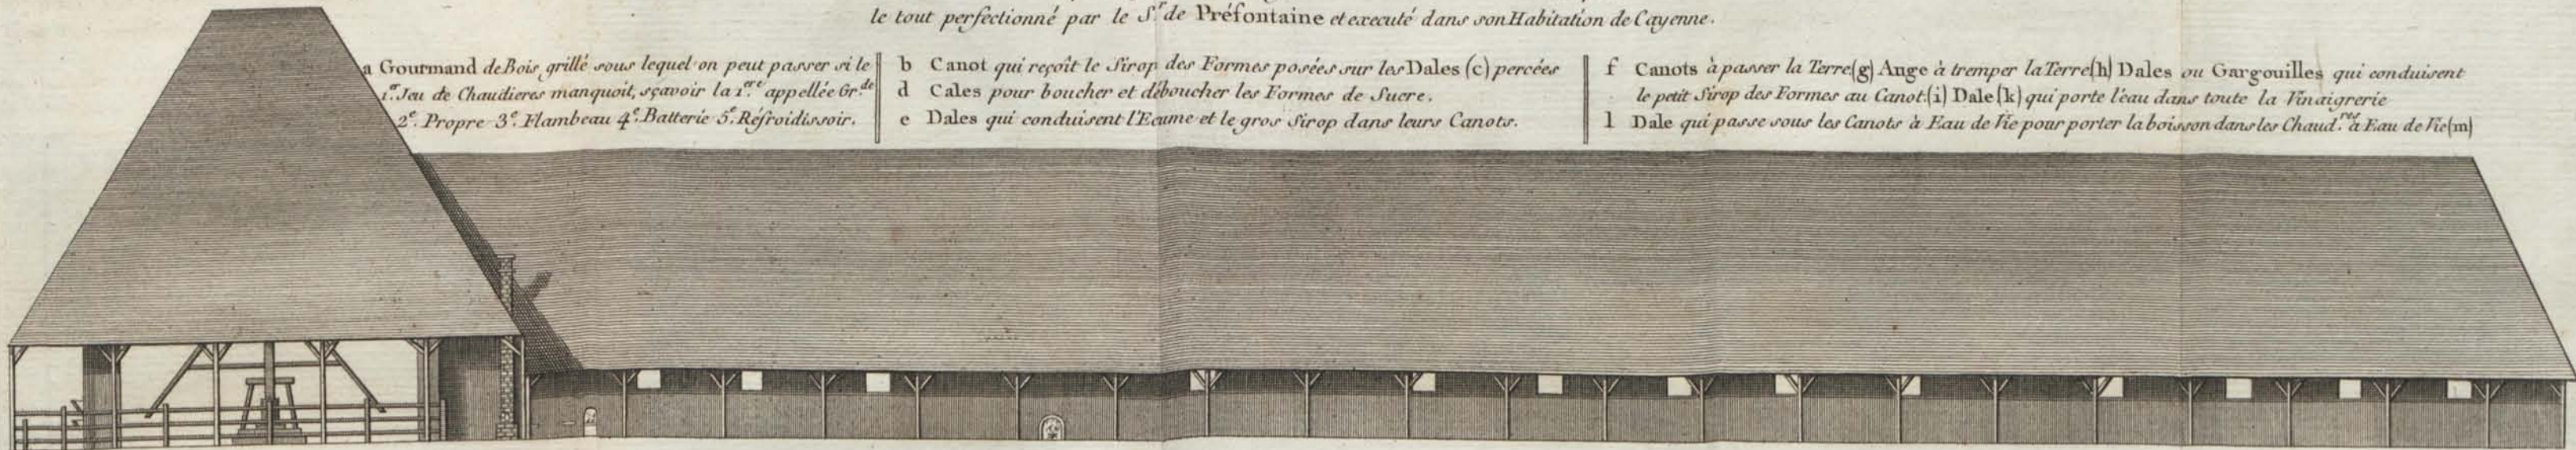 le tout perfectionné par le S.r de Préfontaine et executé dans son Habitation de Cayenne.
a Gourmand de Bois grillé sous lequel on peut passer si le
1.er Jeu de Chaudieres manquoit, sçavoir la 1.ere appellée Gr.de
2.e Propre 3.e Flambeau 4.e Batterie 5.e Réfroidissoir.
b Canot qui reçoît le Sirop des Formes posées sur les Dales (c) percées
d Cales pour boucher et déboucher les Formes de Sucre.
e Dales qui conduisent l'Ecume et le gros Sirop dans leurs Canots.
f Canots à passer la Terre (g) Ange à tremper la Terre (h) Dales ou Gargouilles qui conduisent
le petit Sirop des Formes au Canot. (i) Dale (k) qui porte l'eau dans toute la Vinaigrerie
l Dale qui passe sous les Canots à Eau de Vie pour porter la boisson dans les Chaud.res à Eau de Vie (m)